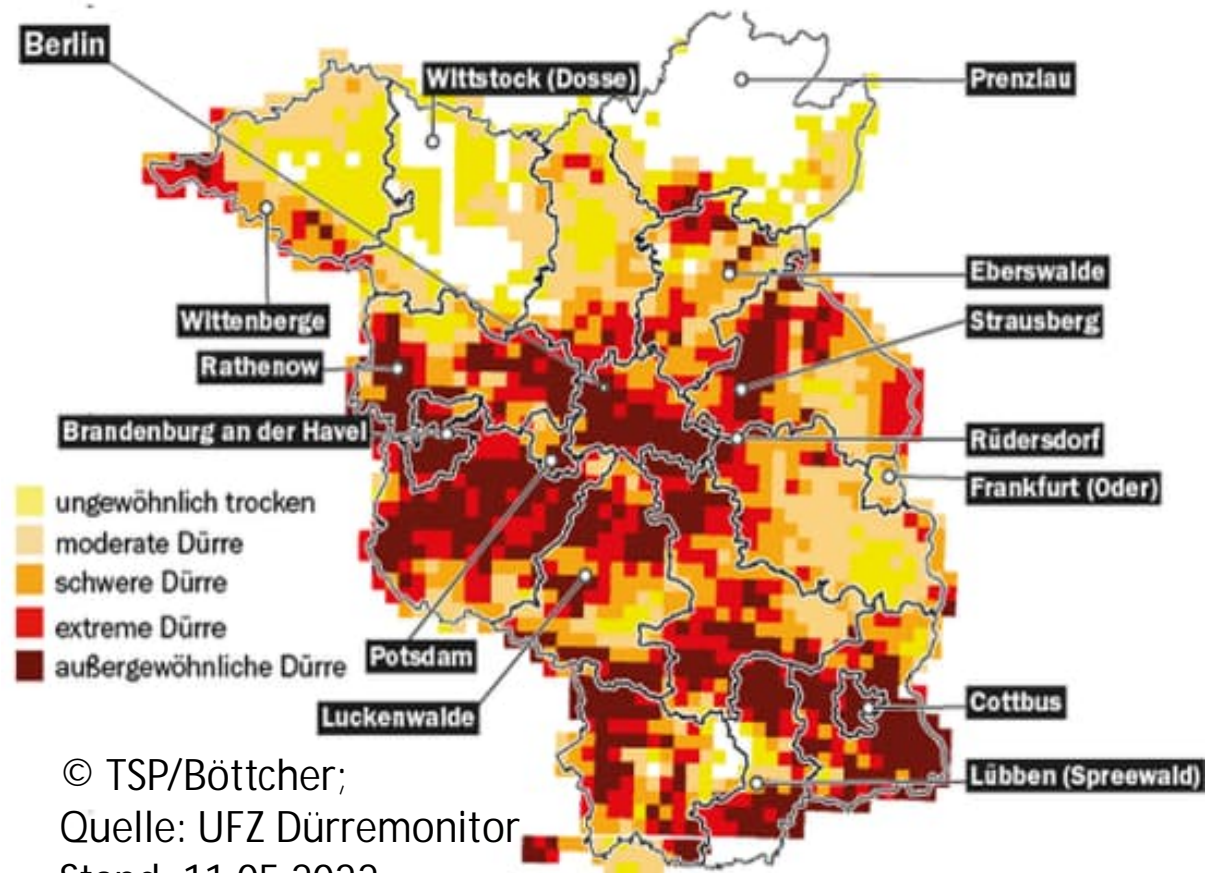 Berlin
Wittstock (Dosse)
Prenzlau
Eberswalde
Strausberg
Wittenberge
Rathenow
Brandenburg an der Havel
Rüdersdorf
Frankfurt (Oder)
ungewöhnlich trocken
moderate Dürre
schwere Dürre
extreme Dürre
außergewöhnliche Dürre
Potsdam
Luckenwalde
Cottbus
Lübben (Spreewald)
© TSP/Böttcher;
Quelle: UFZ Dürremonitor